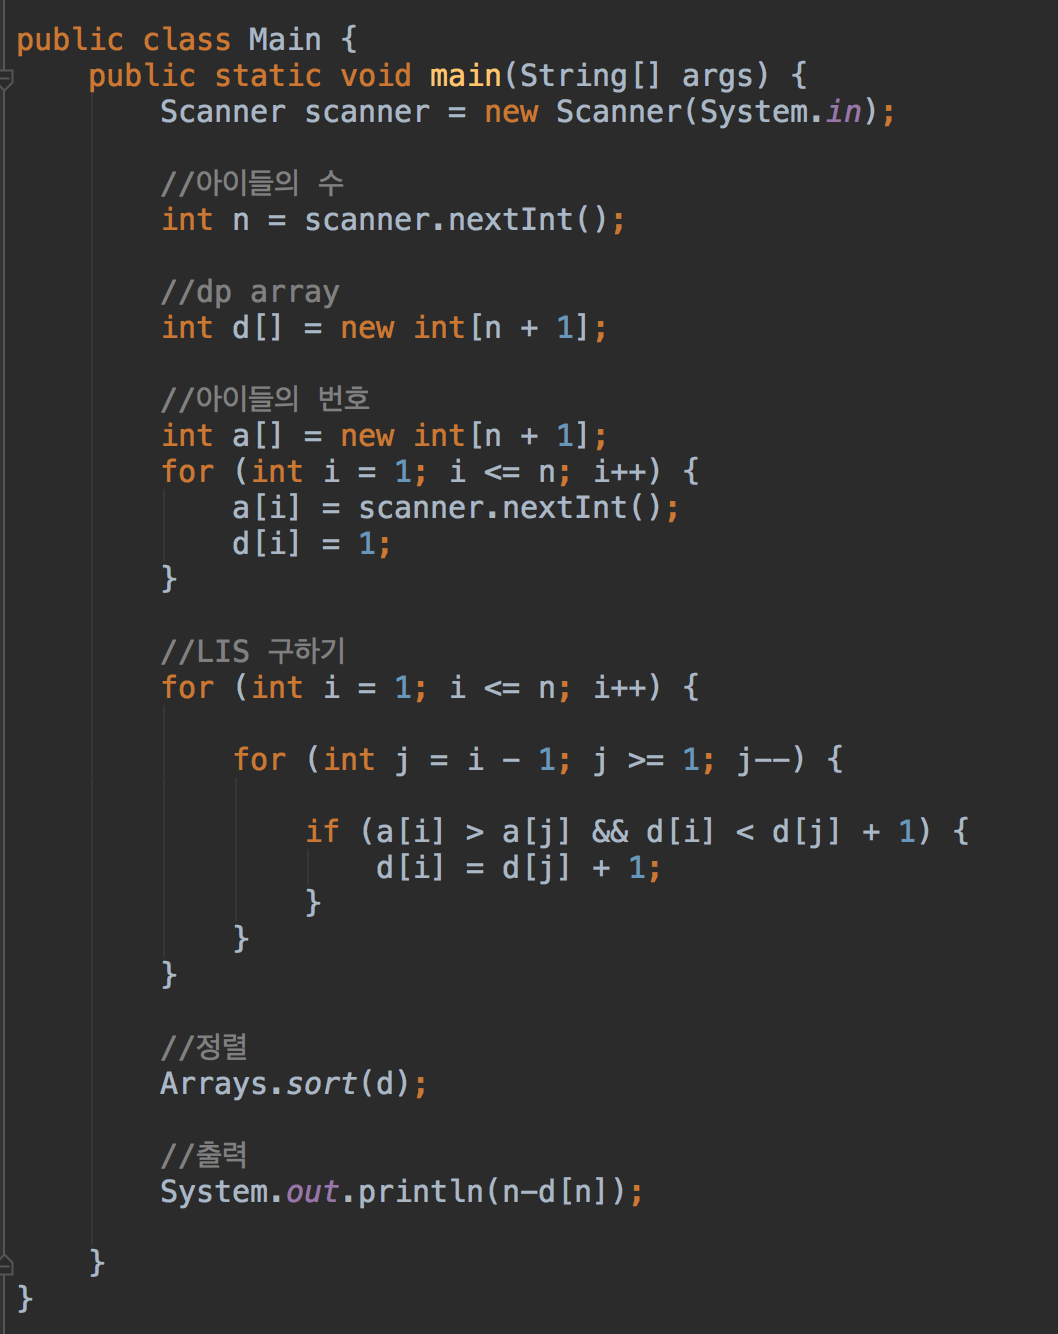 public class Main {
public static void main(String[] args) {
Scanner scanner = new Scanner(System.in);
//아이들의 수
int n = scanner.nextInt();
//dp array
int d[] = new int[n + 1];
//아이들의 번호
int a[] = new int[n + 1];
for (int i = 1; i <= n; i++) {
a[i] = scanner.nextInt();
d[i] = 1;
}
//LIS 구하기
for (int i = 1; i <= n; i++) {
for (int j = i - 1; j >= 1; j--) {
if (a[i] > a[j] && d[i] < d[j] + 1) {
d[i] = d[j] + 1;
}
}
}
//정렬
Arrays.sort(d);
//출력
System.out.println(n-d[n]);
}
}